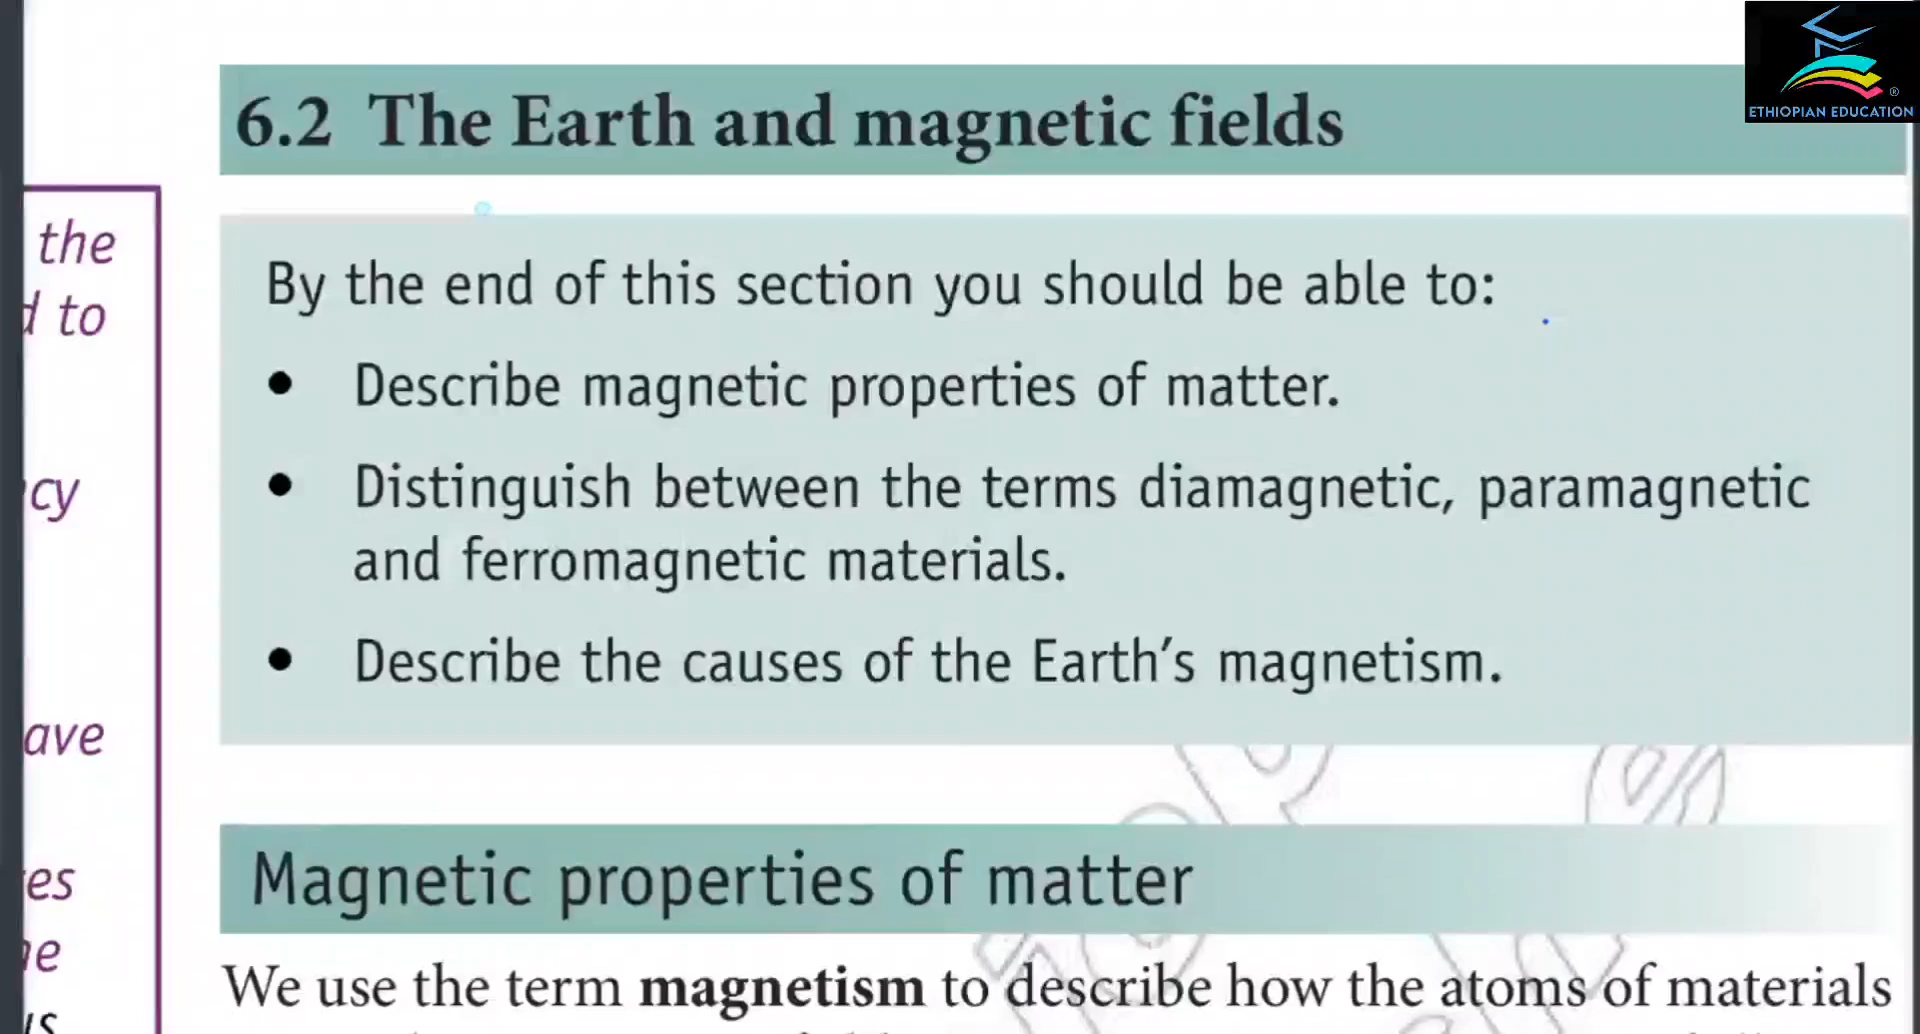 ETHIOPIAN EDUCATION
6.2 The Earth and magnetic fields
the
to
By the end of this section you should be able to:
• Describe magnetic properties of matter.
• Distinguish between the terms diamagnetic, paramagnetic
and ferromagnetic materials.
• Describe the causes of the Earth's magnetism.
Magnetic properties of matter
We use the term magnetism to describe how the atoms of materials